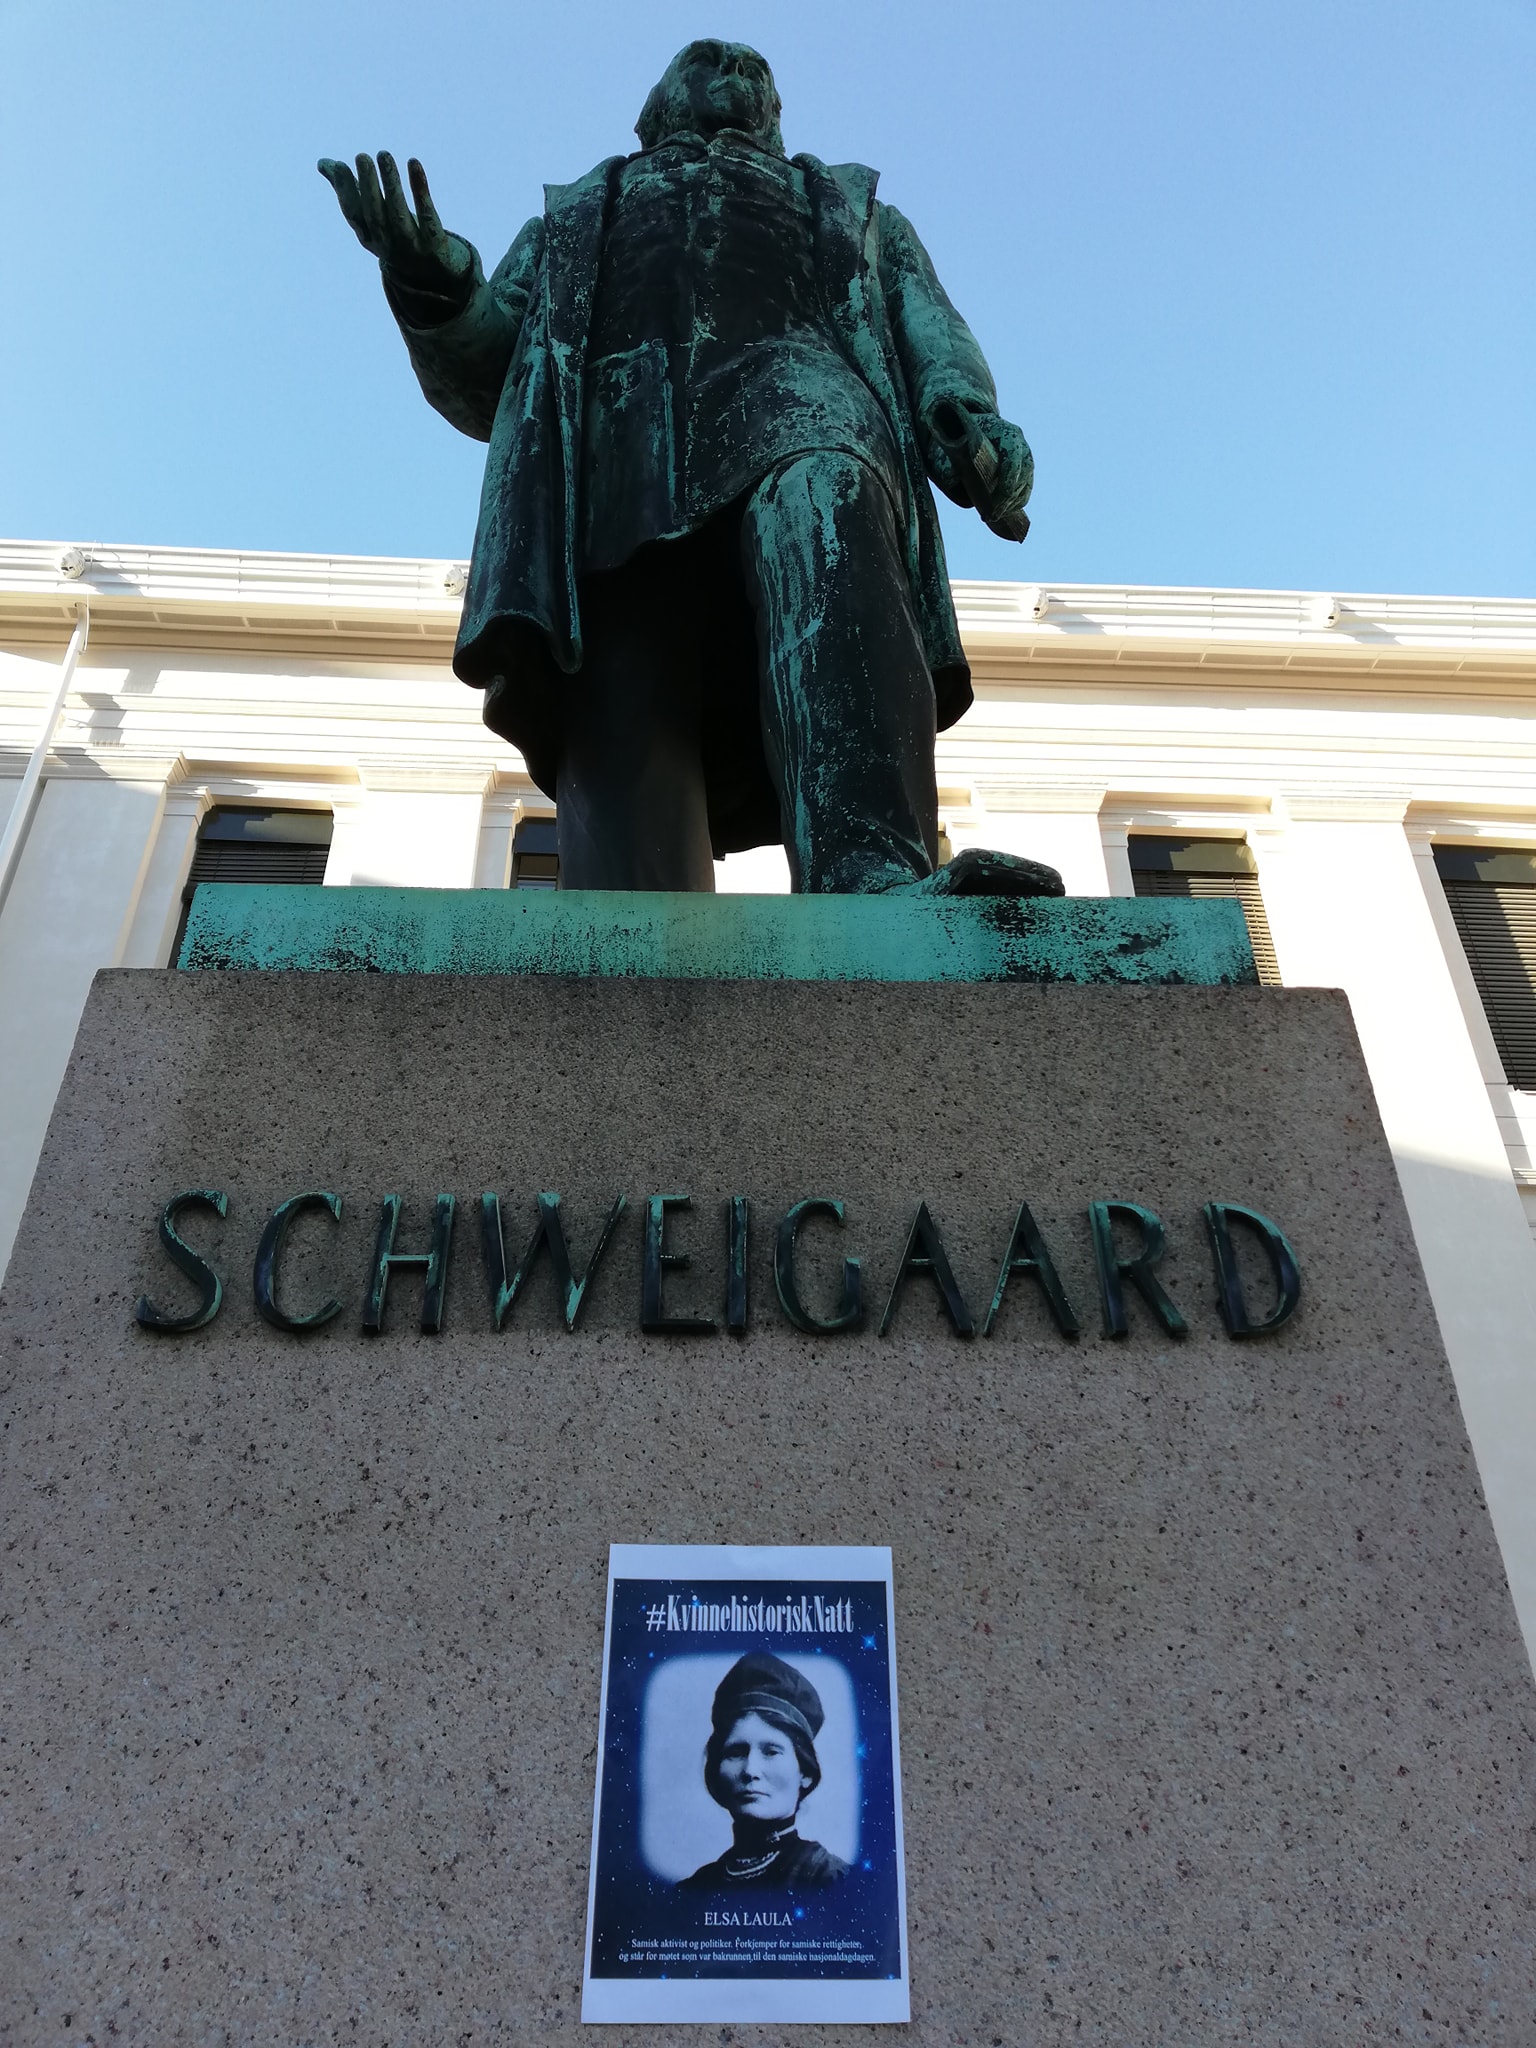 SCHWEIGAARD
#KvinnehistoriskNatt
ELSA LAULA
Samisk aktivist og politiker. Forkjemper for samiske rettigheter,
og står for møtet som var bakrunnen til den samiske nasjonaldagdagen.